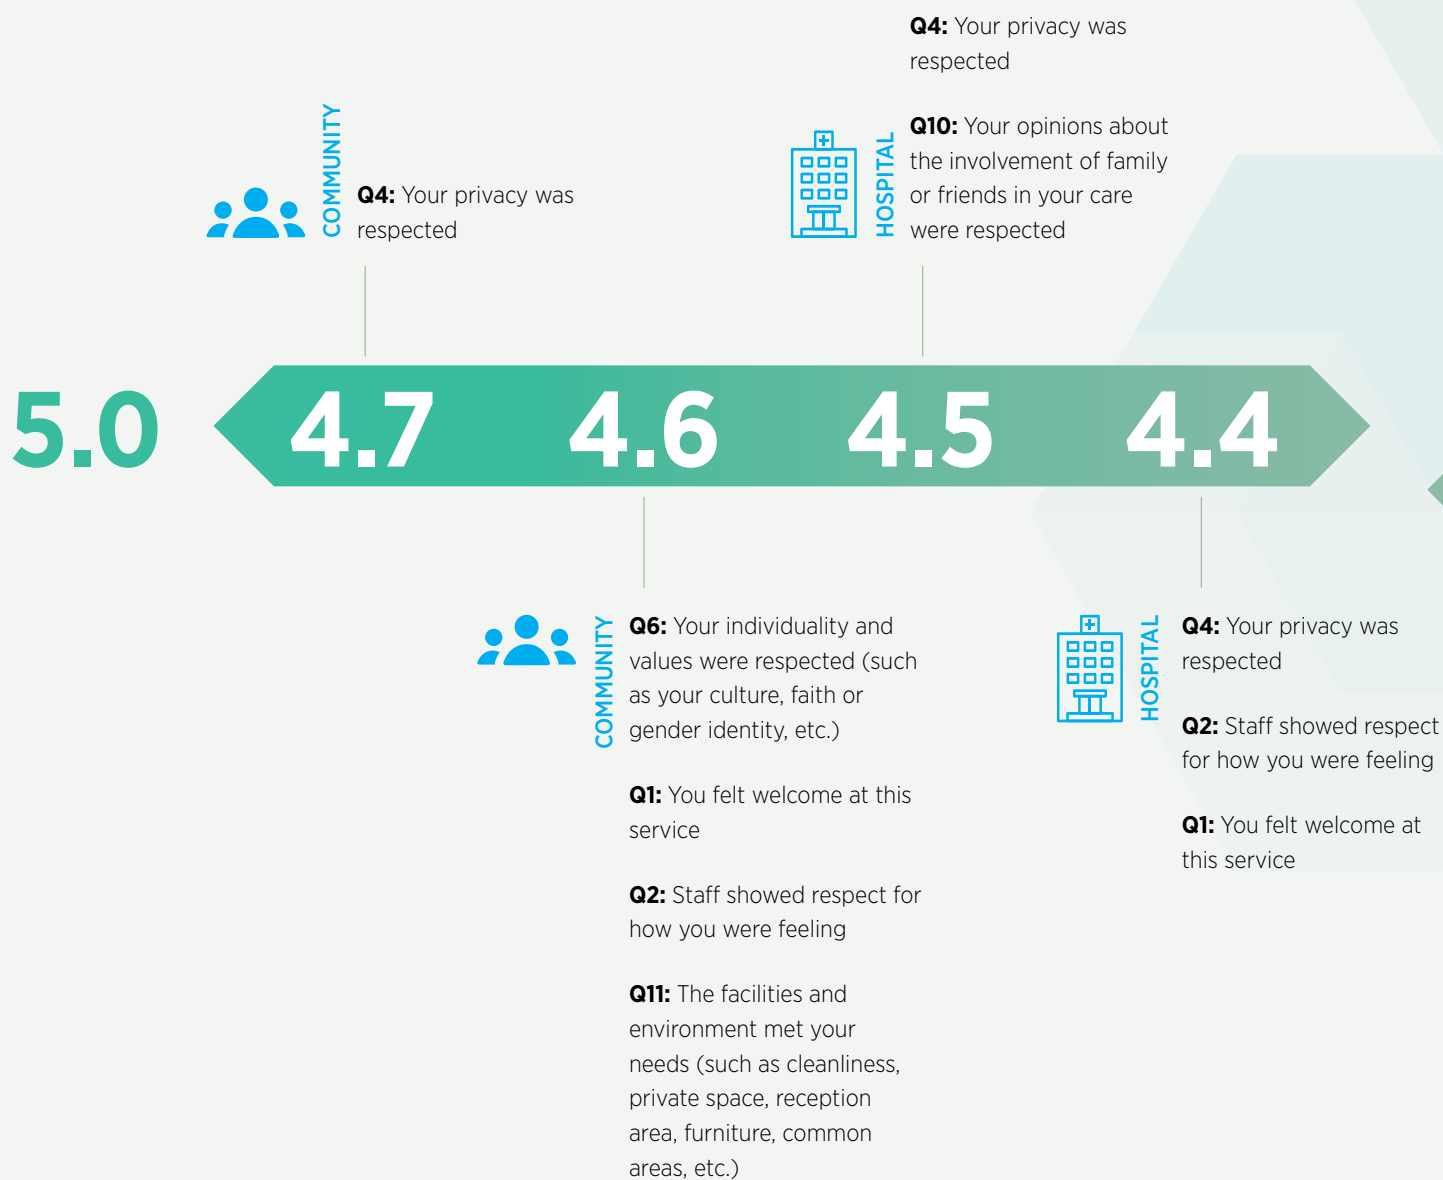 Q4: Your privacy was
respected
Q10: Your opinions about
the involvement of family
or friends in your care
were respected
HOSPITAL
COMMUNITY
Q4: Your privacy was
respected
5.0
4.7
4.6
4.5
4.4
COMMUNITY
Q6: Your individuality and
values were respected (such
as your culture, faith or
gender identity, etc.)
Q1: You felt welcome at this
service
Q2: Staff showed respect for
how you were feeling
Q11: The facilities and
environment met your
needs (such as cleanliness,
private space, reception
area, furniture, common
areas, etc.)
HOSPITAL
Q4: Your privacy was
respected
Q2: Staff showed respect
for how you were feeling
Q1: You felt welcome at
this service